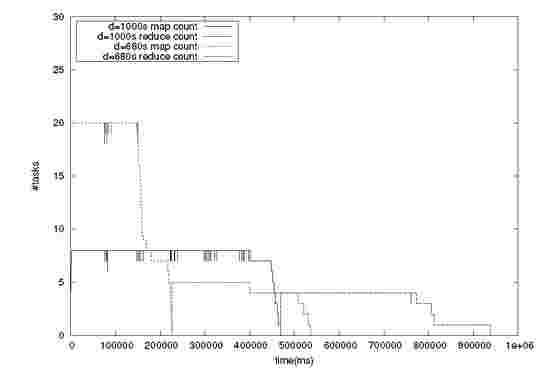 30
25
20
15
10
5
0
#tasks
d=1000s map count
d=1000s reduce count
d=680s map count
d=680s reduce count
0 100000 200000 300000 400000 500000 600000 700000 800000 900000 1e+06
time(ms)